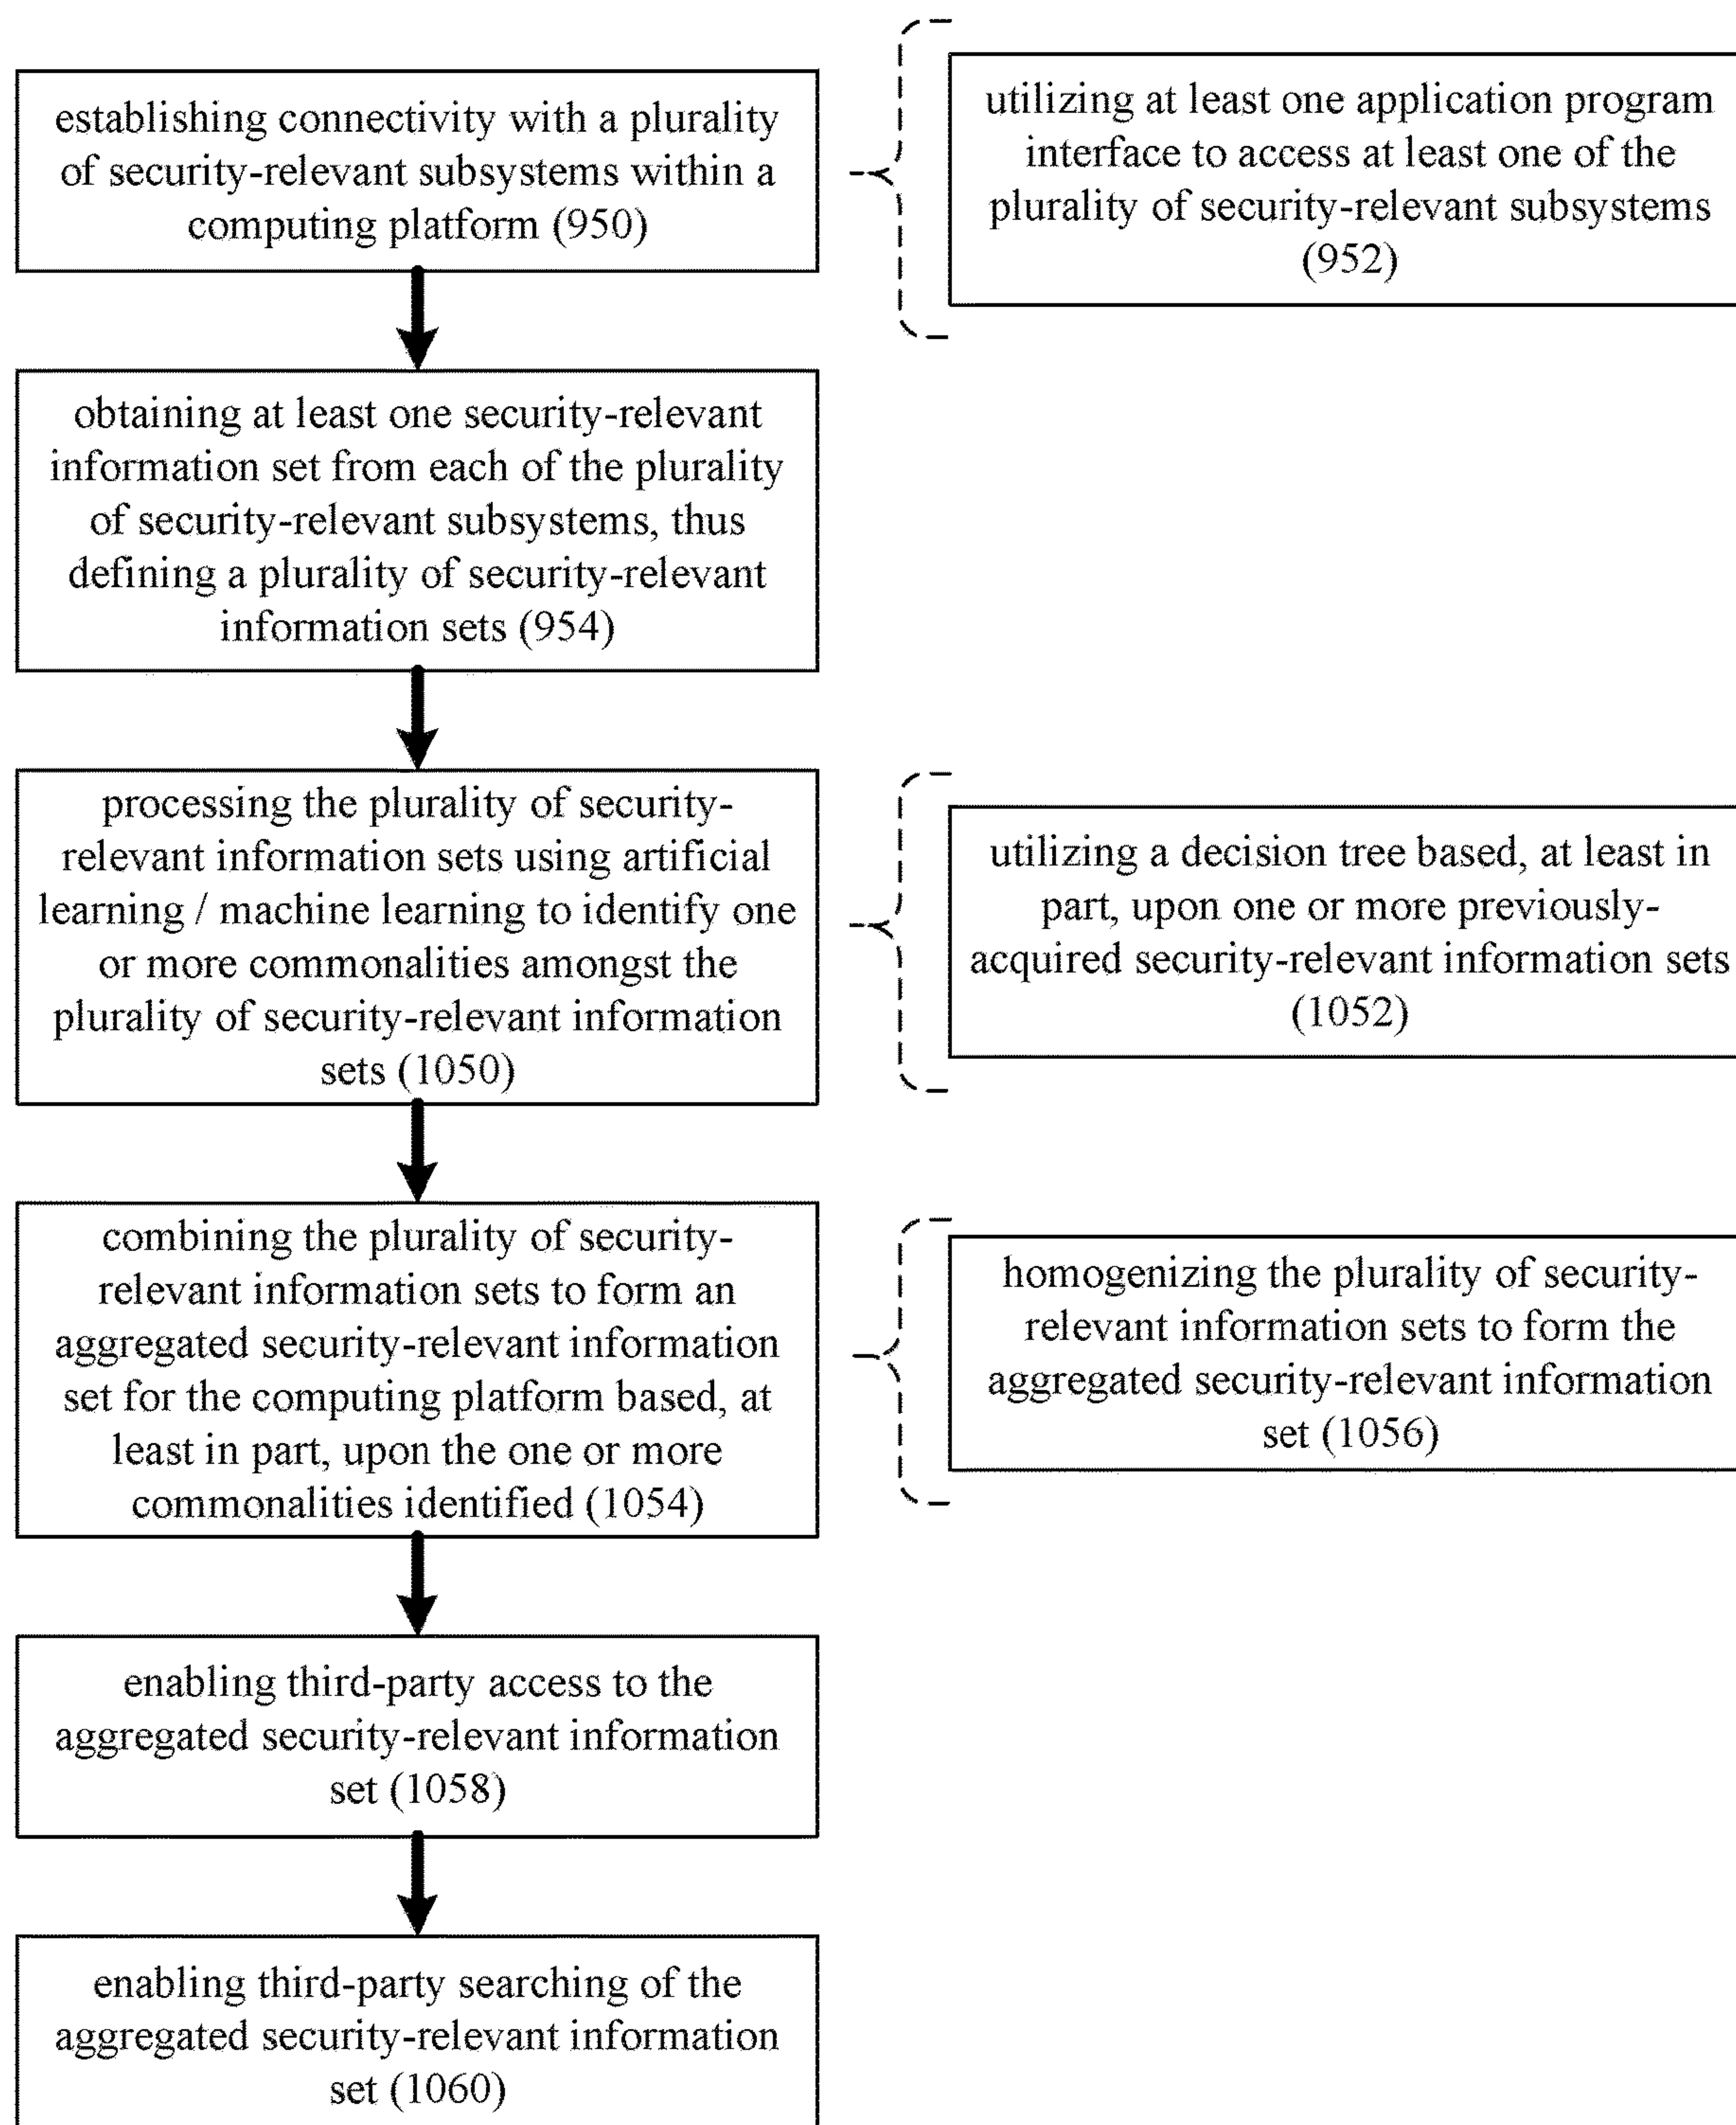 establishing connectivity with a plurality
of security-relevant subsystems within a
computing platform (950)
utilizing at least one application program
interface to access at least one of the
plurality of security-relevant subsystems
(952)
obtaining at least one security-relevant
information set from each of the plurality
of security-relevant subsystems, thus
defining a plurality of security-relevant
information sets (954)
processing the plurality of security-
relevant information sets using artificial
learning / machine learning to identify one
or more commonalities amongst the
plurality of security-relevant information
sets (1050)
utilizing a decision tree based, at least in
part, upon one or more previously-
acquired security-relevant information sets
(1052)
combining the plurality of security-
relevant information sets to form an
aggregated security-relevant information
set for the computing platform based, at
least in part, upon the one or more
commonalities identified (1054)
homogenizing the plurality of security-
relevant information sets to form the
aggregated security-relevant information
set (1056)
enabling third-party access to the
aggregated security-relevant information
set (1058)
enabling third-party searching of the
aggregated security-relevant information
set (1060)